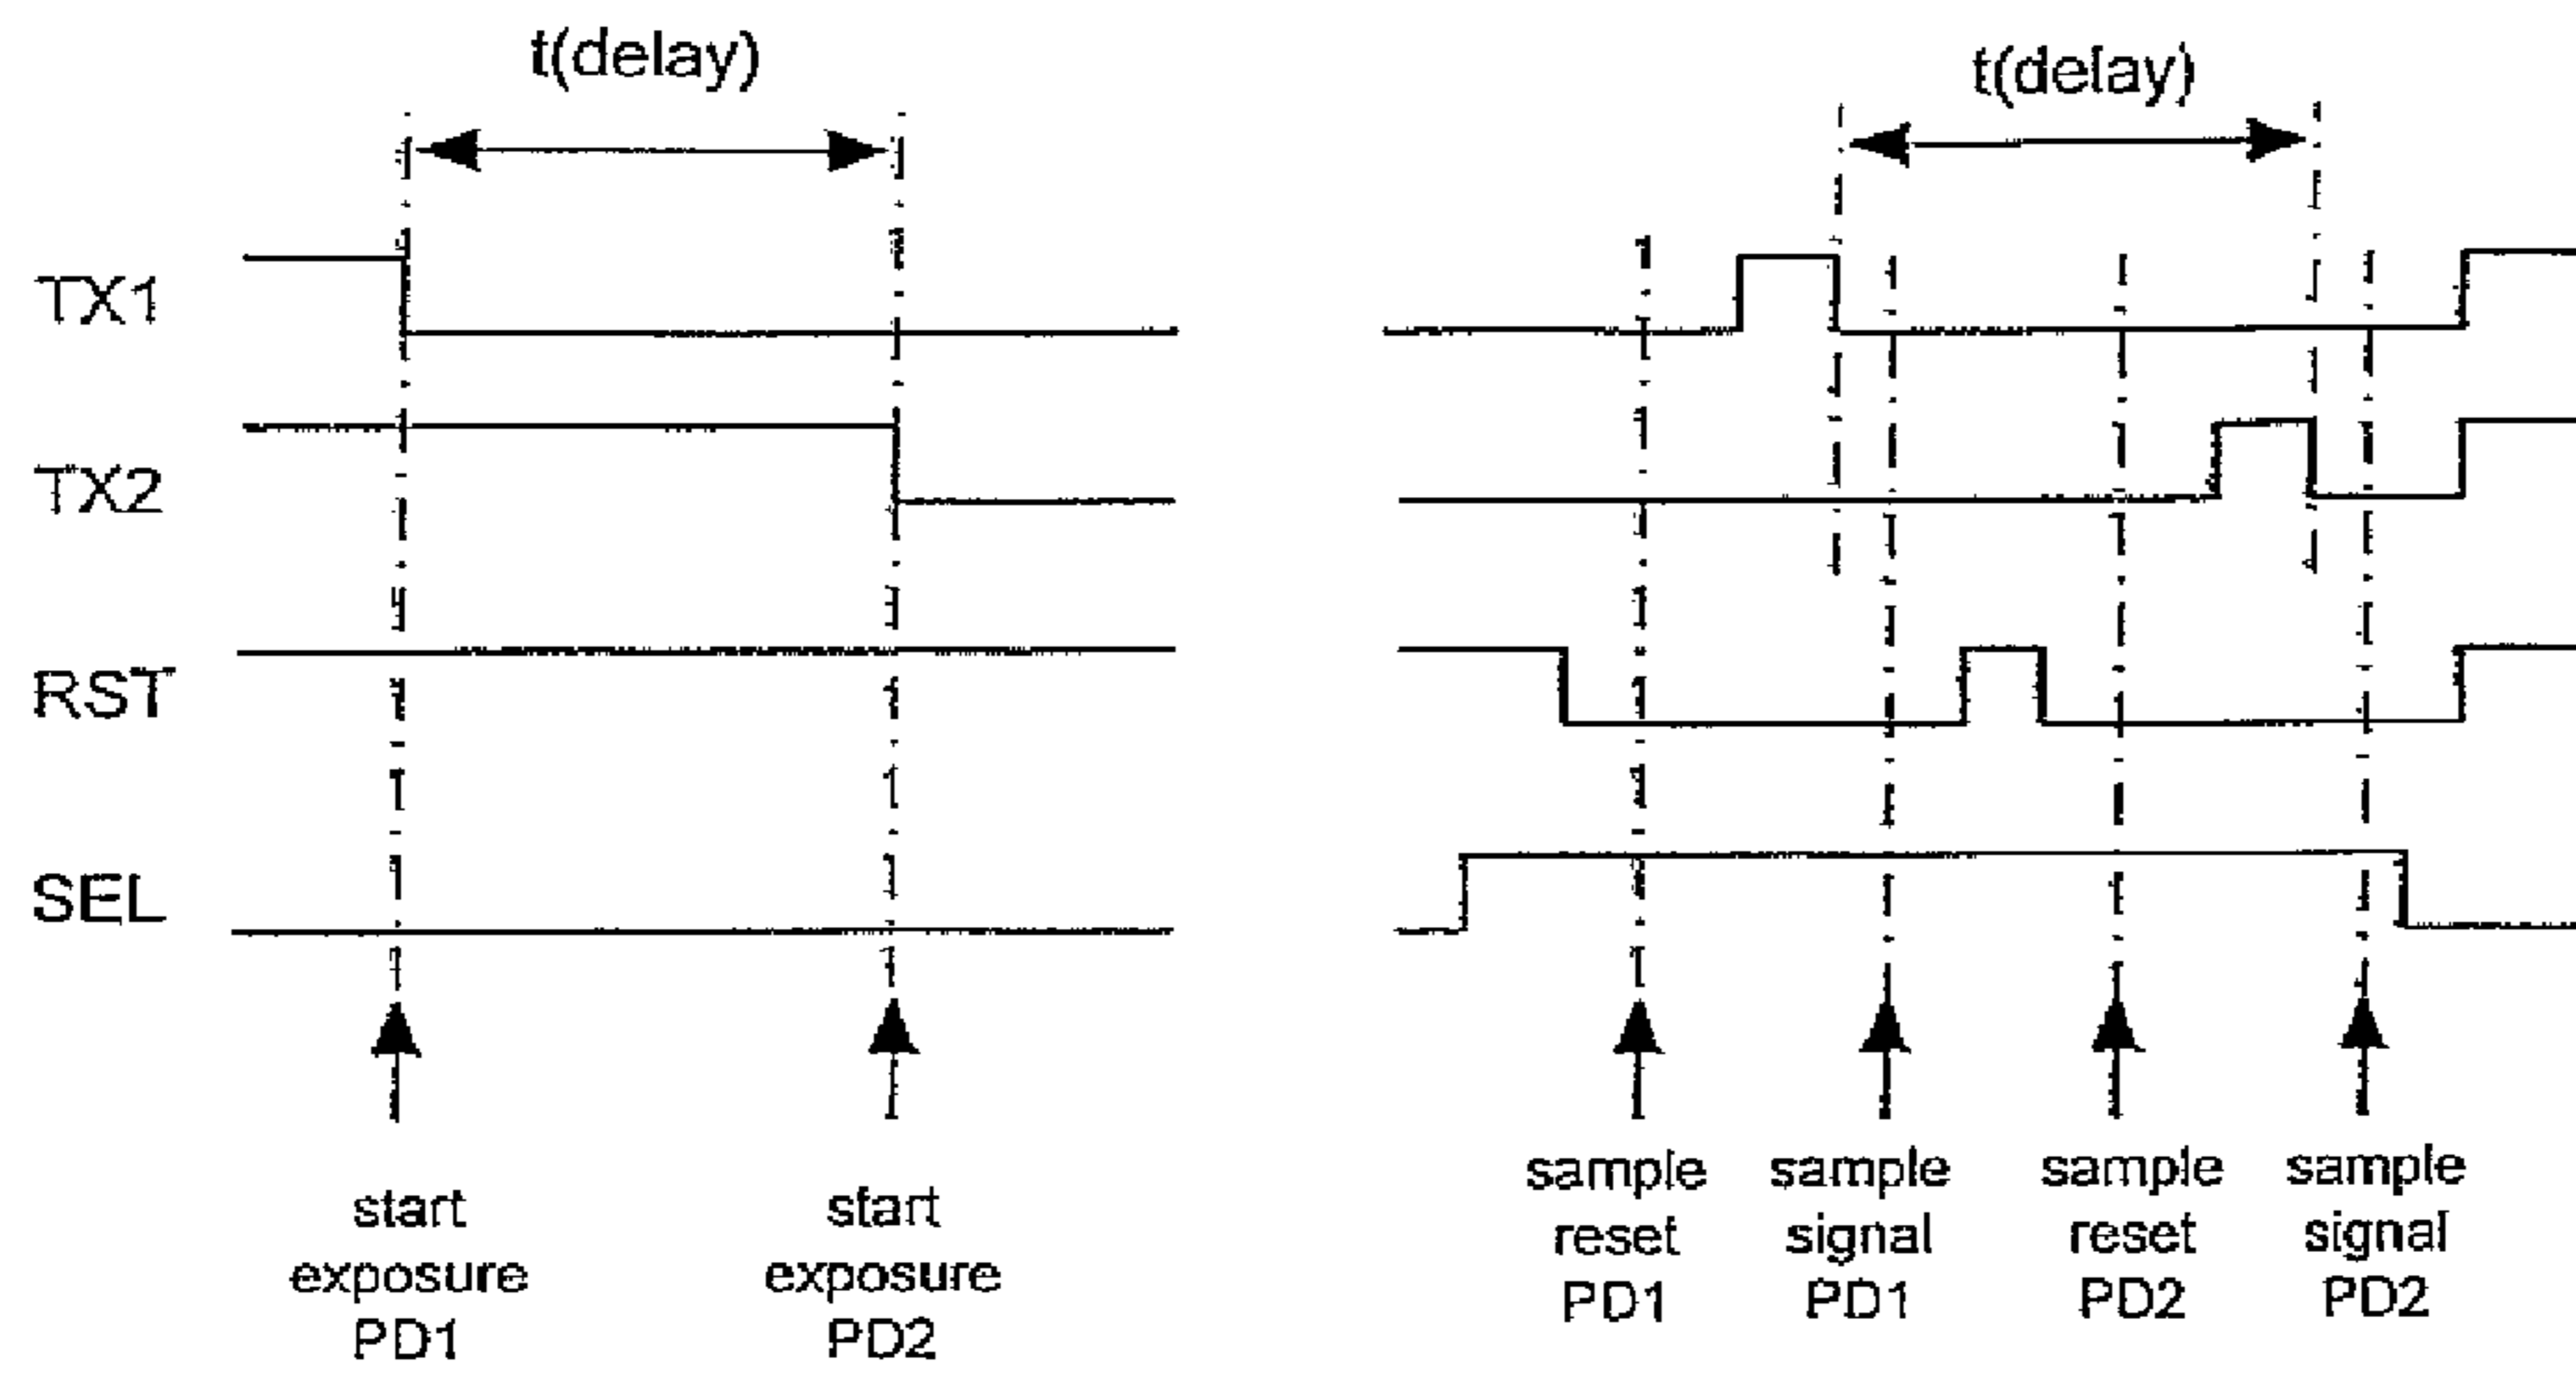 t(delay)
t(delay)
TX1
TX2
RST
SEL
start
exposure
PD1
start
exposure
PD2
sample
reset
PD1
sample
signal
PD1
sample
reset
PD2
sample
signal
PD2